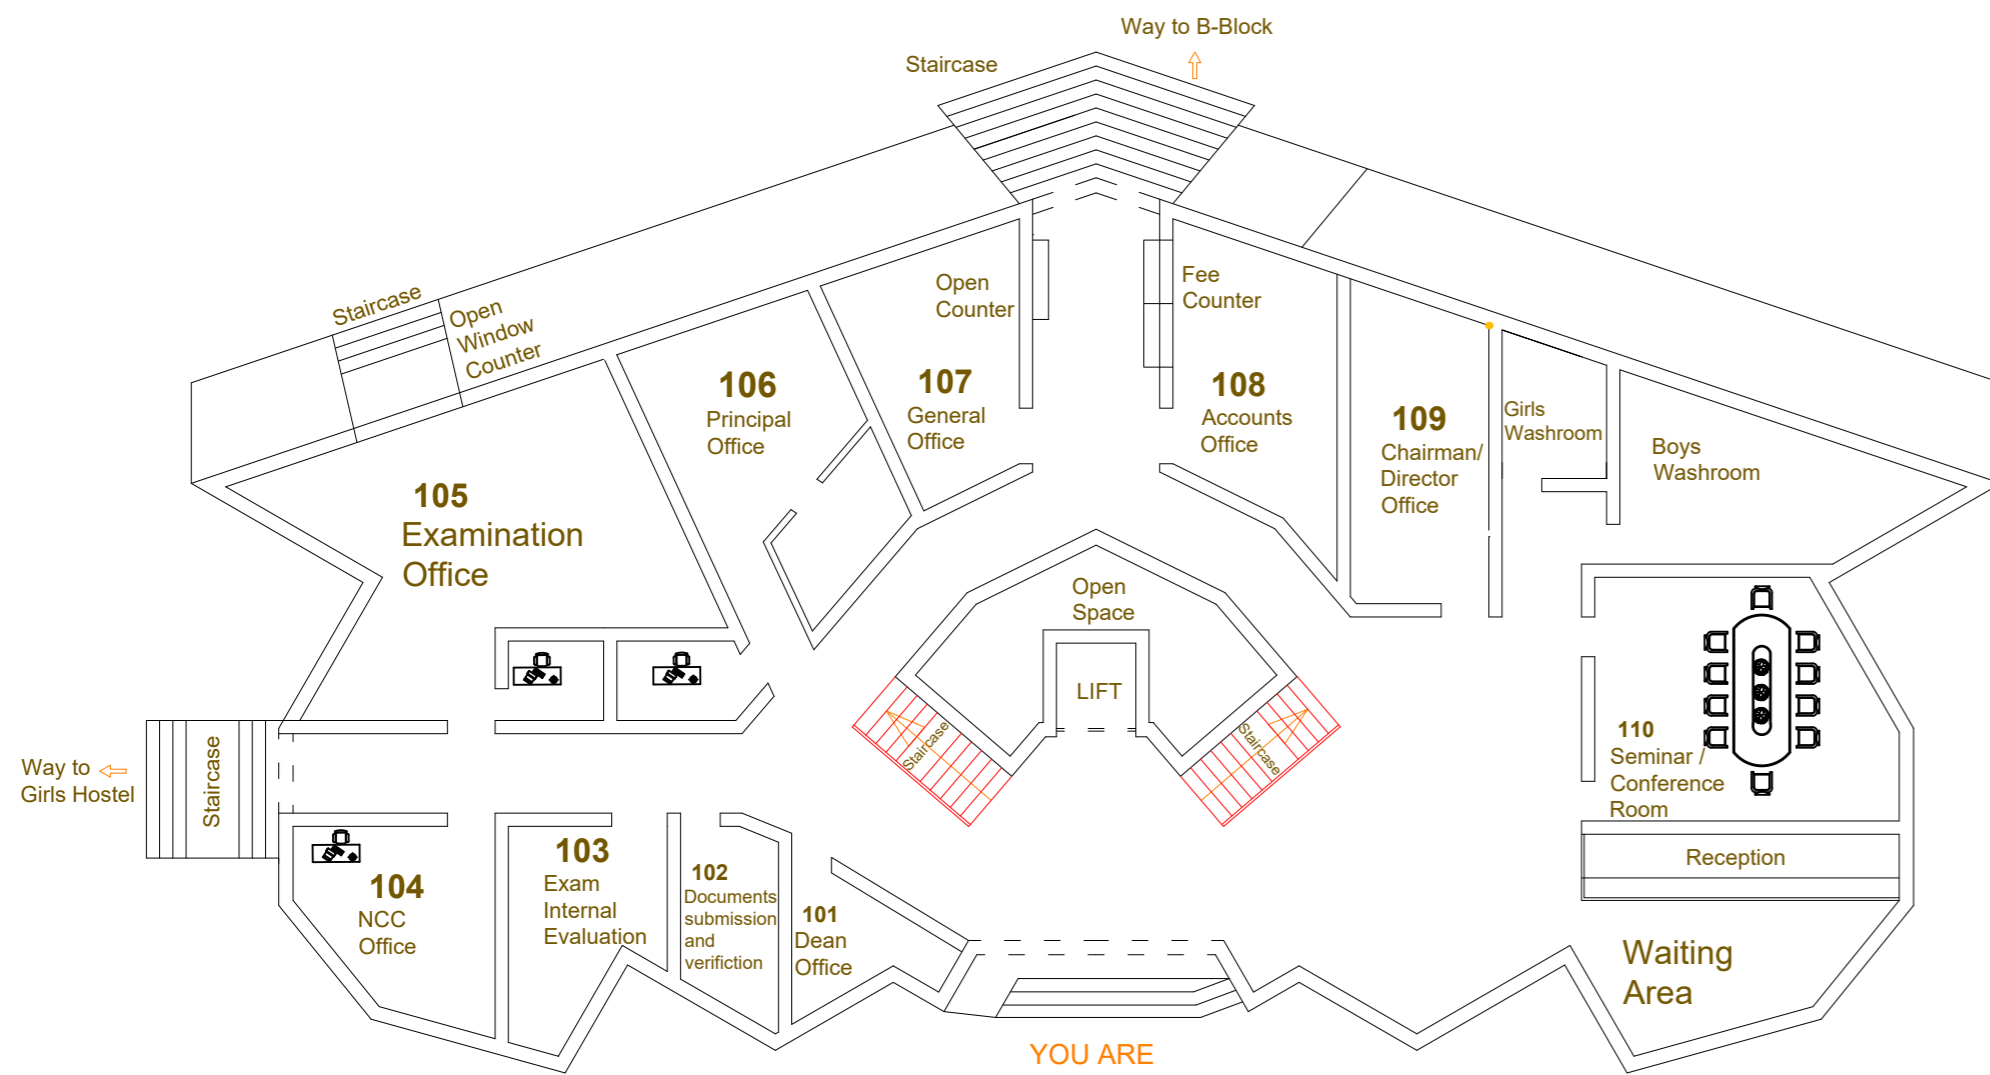 Way to B-Block
Staircase
Staircase
Open
Window
Counter
Open
Counter
Fee
Counter
106
Principal
Office
107
General
Office
108
Accounts
Office
109
Chairman/
Director
Office
Girls
Washroom
Boys
Washroom
105
Examination
Office
Open
Space
LIFT
Staircase
Staircase
110
Seminar /
Conference
Room
Way to
Girls Hostel
Staircase
Reception
104
NCC
Office
103
Exam
Internal
Evaluation
102
Documents
submission
and
verifiction
101
Dean
Office
Waiting
Area
YOU ARE